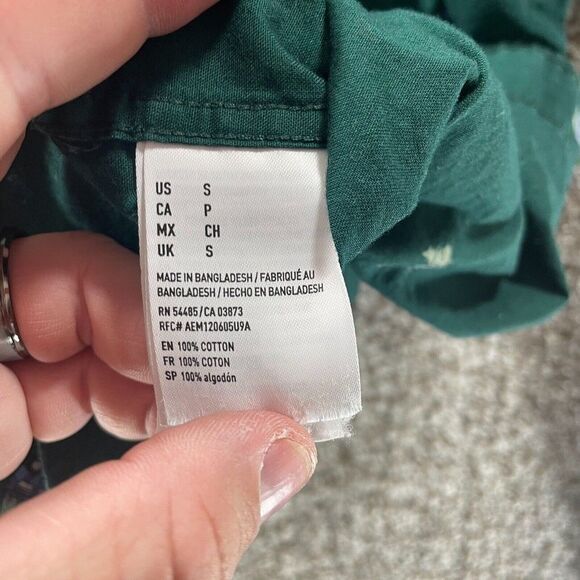 US S
CA P
MX CH
UK S
MADE IN BANGLADESH / FABRIQUÉ AU
BANGLADESH / HECHO EN BANGLADESH
RN 54485/CA 03873
RFC# AEM120605U9A
EN 100% COTTON
FR 100% COTON
SP 100% algodón